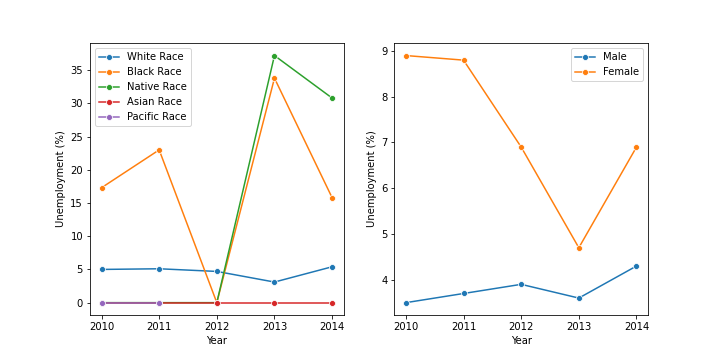 White Race
Black Race
Native Race
Asian Race
Pacific Race
35
30
25
20
15
10
5
0
Unemployment (%)
2010 2011 2012 2013 2014
Year
Male
Female
9
8
7
6
5
4
Unemployment (%)
2010 2011 2012 2013 2014
Year